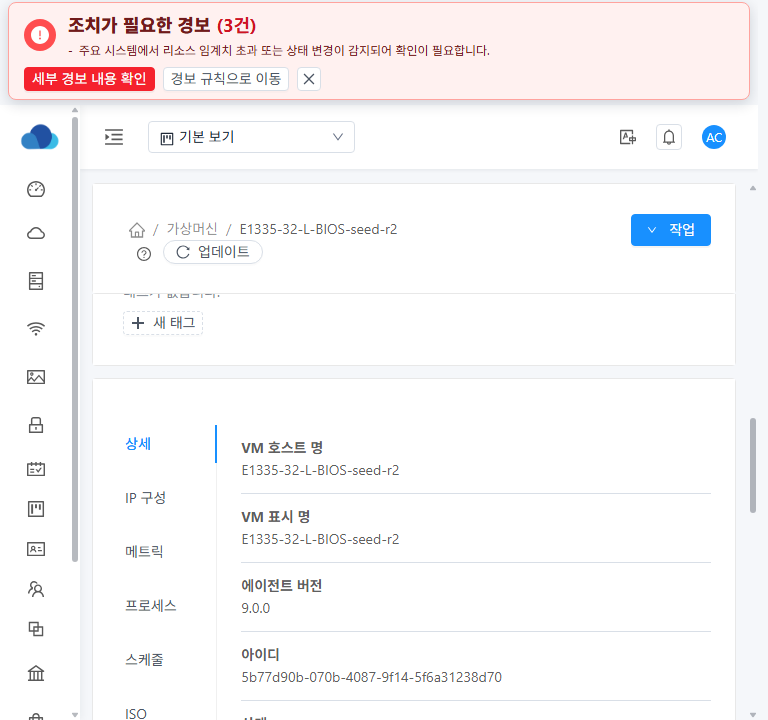 조치가 필요한 경보 (3건)
- 주요 시스템에서 리소스 임계치 초과 또는 상태 변경이 감지되어 확인이 필요합니다.
세부 경보 내용 확인
경보 규칙으로 이동
기본 보기
AC
/ 가상머신 / E1335-32-L-BIOS-seed-r2
작업
업데이트
새 태그
상세
IP 구성
메트릭
프로세스
스케줄
ISO
VM 호스트 명
E1335-32-L-BIOS-seed-r2
VM 표시 명
E1335-32-L-BIOS-seed-r2
에이전트 버전
9.0.0
아이디
5b77d90b-070b-4087-9f14-5f6a31238d70